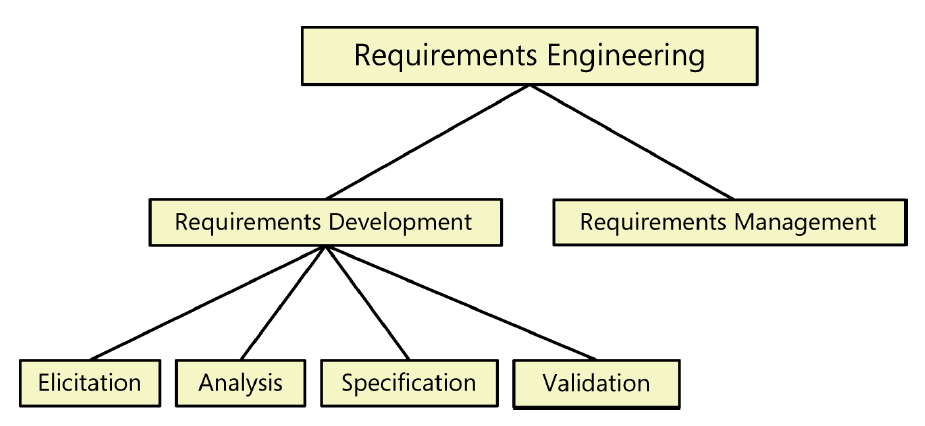 Requirements Engineering
Requirements Development
Requirements Management
Elicitation
Analysis
Specification
Validation